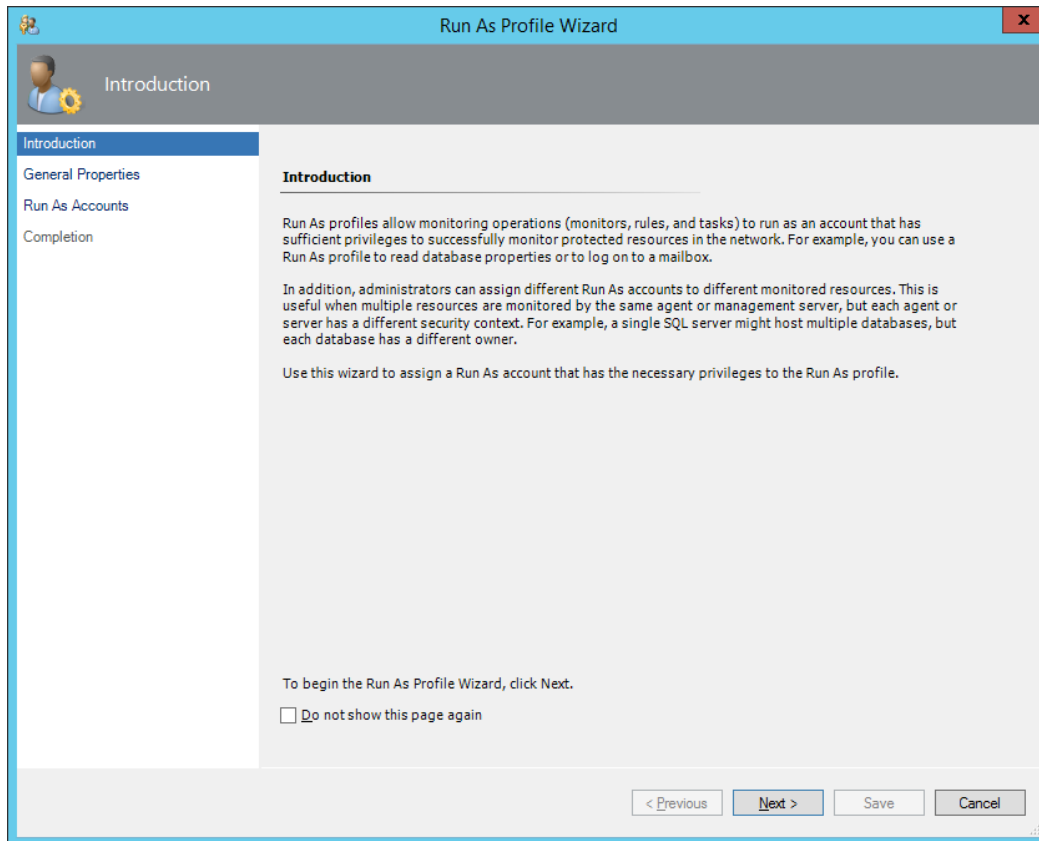 Run As Profile Wizard
x
Introduction
Introduction
General Properties
Run As Accounts
Completion
Introduction
Run As profiles allow monitoring operations (monitors, rules, and tasks) to run as an account that has
sufficient privileges to successfully monitor protected resources in the network. For example, you can use a
Run As profile to read database properties or to log on to a mailbox.
In addition, administrators can assign different Run As accounts to different monitored resources. This is
useful when multiple resources are monitored by the same agent or management server, but each agent or
server has a different security context. For example, a single SQL server might host multiple databases, but
each database has a different owner.
Use this wizard to assign a Run As account that has the necessary privileges to the Run As profile.
To begin the Run As Profile Wizard, click Next.
Do not show this page again
< Previous
Next >
Save
Cancel